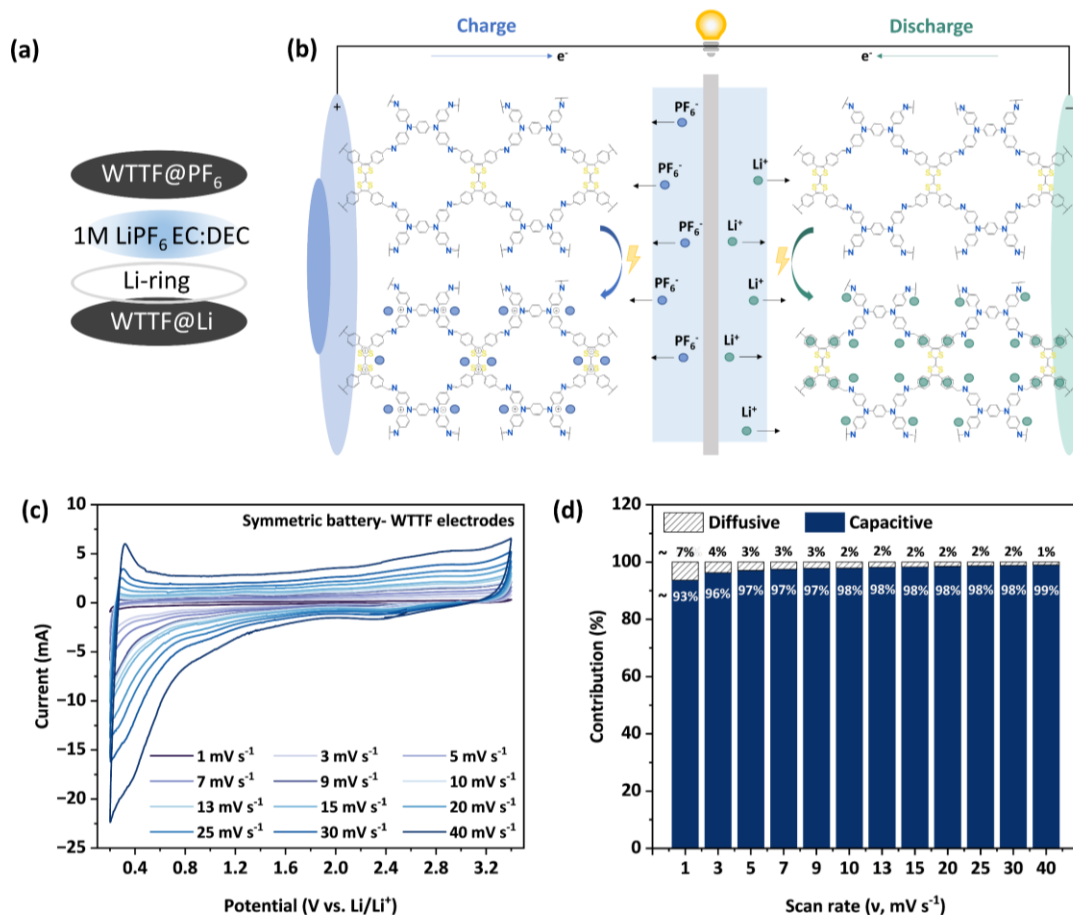 (a)
WTTF@PF₆
1M LiPF₆ EC:DEC
Li-ring
WTTF@Li
(b)
Charge
Discharge
e⁻
e⁻
+
−
PF₆⁻
PF₆⁻
PF₆⁻
PF₆⁻
PF₆⁻
Li⁺
Li⁺
Li⁺
Li⁺
Li⁺
(c)
Symmetric battery- WTTF electrodes
Current (mA)
10
5
0
−5
−10
−15
−20
−25
1 mV s⁻¹ 3 mV s⁻¹ 5 mV s⁻¹
7 mV s⁻¹ 9 mV s⁻¹ 10 mV s⁻¹
13 mV s⁻¹ 15 mV s⁻¹ 20 mV s⁻¹
25 mV s⁻¹ 30 mV s⁻¹ 40 mV s⁻¹
0.4 0.8 1.2 1.6 2.0 2.4 2.8 3.2
Potential (V vs. Li/Li⁺)
(d)
Diffusive Capacitive
Contribution (%)
120
100
80
60
40
20
0
~ 7% 4% 3% 3% 3% 2% 2% 2% 2% 2% 2% 1%
~ 93% 96% 97% 97% 97% 98% 98% 98% 98% 98% 98% 99%
1 3 5 7 9 10 13 15 20 25 30 40
Scan rate (ν, mV s⁻¹)